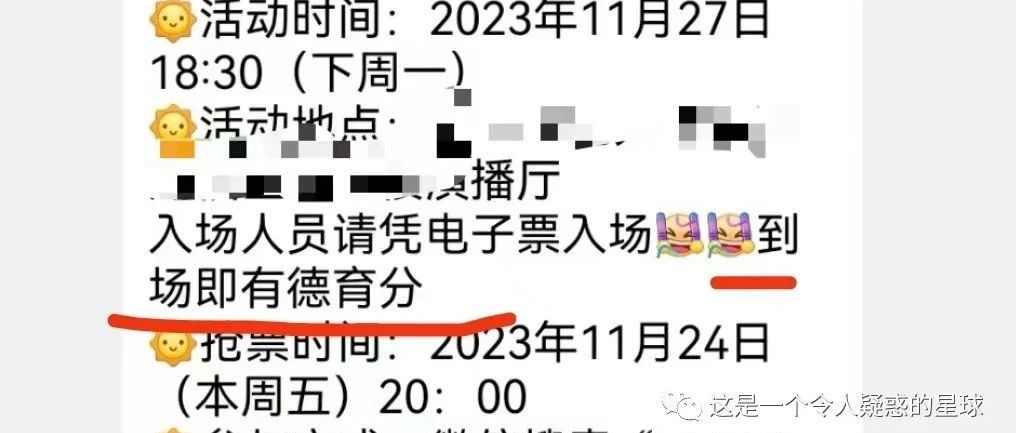 活动时间：2023年11月27日
18:30（下周一）
活动地点：
演播厅
入场人员请凭电子票入场到
场即有德育分
抢票时间：2023年11月24日
（本周五）20：00
这是一个令人疑惑的星球